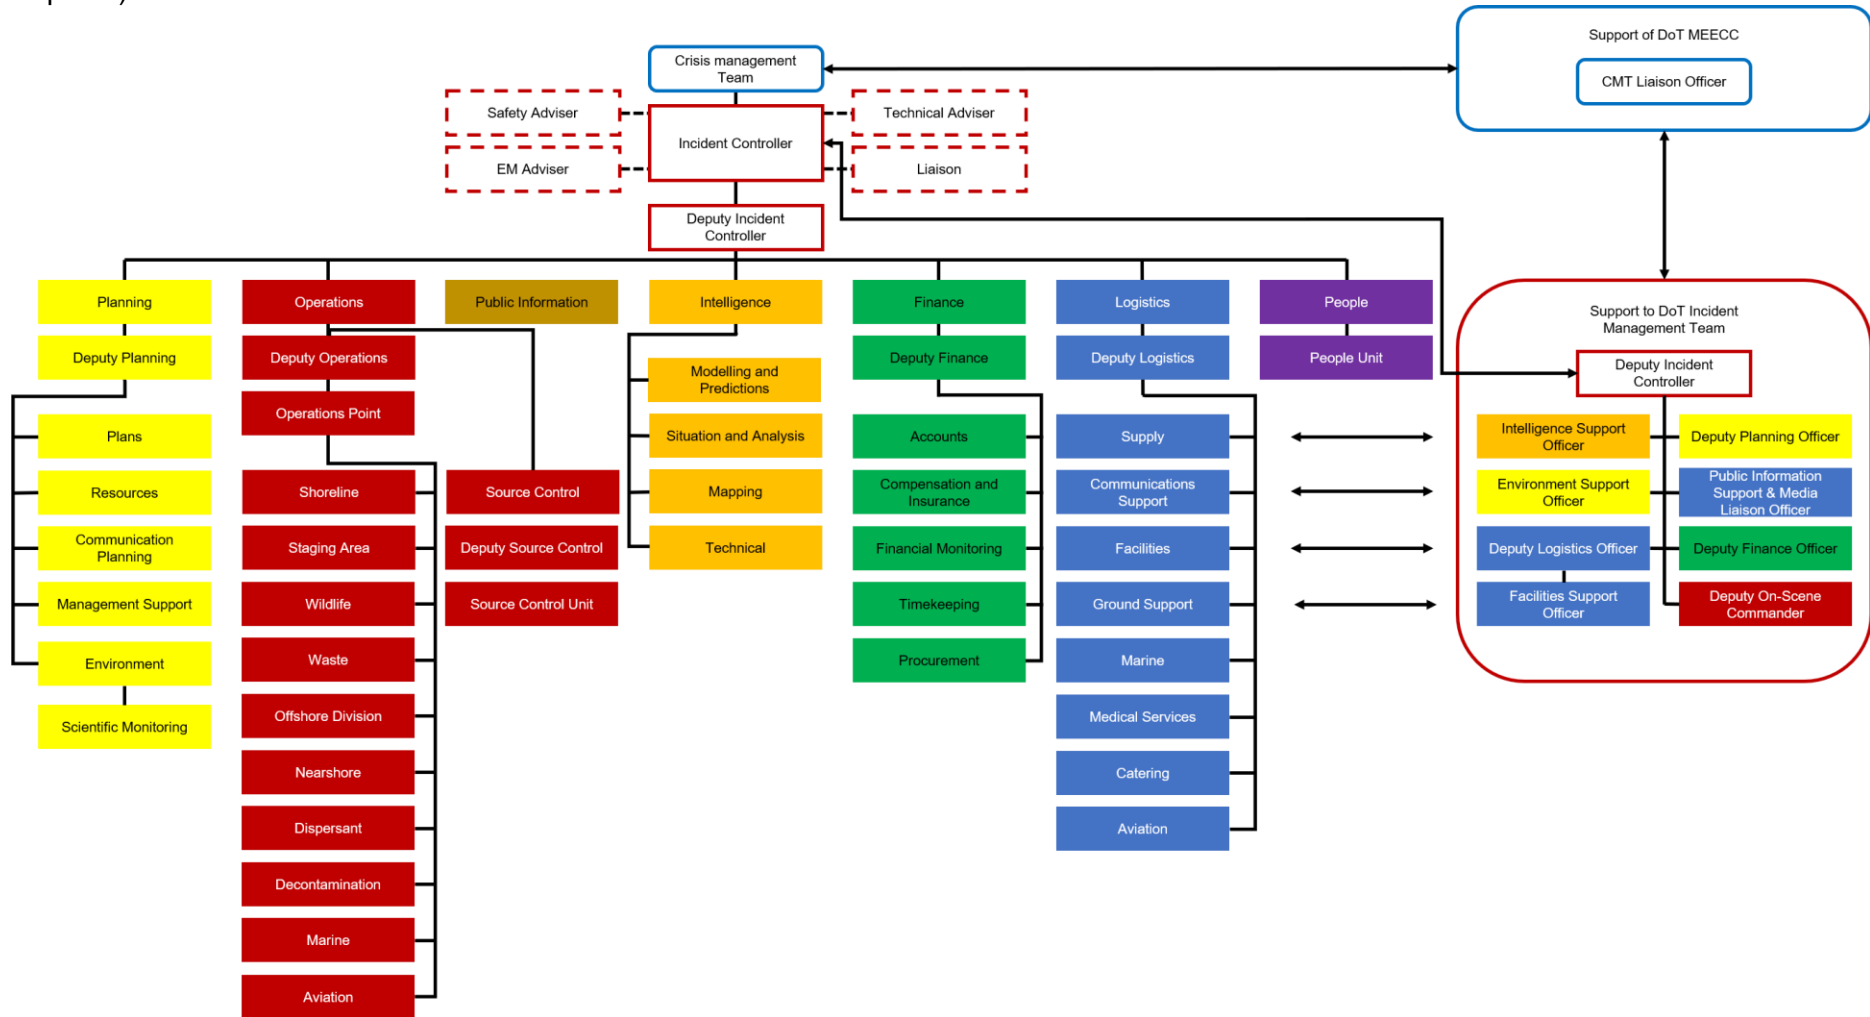 Support of DoT MEECC
Crisis management
Team
CMT Liaison Officer
Safety Adviser
Technical Adviser
Incident Controller
EM Adviser
Liaison
Deputy Incident
Controller
Planning
Operations
Public Information
Intelligence
Finance
Logistics
People
Support to DoT Incident
Management Team
Deputy Planning
Deputy Operations
Modelling and
Predictions
Deputy Finance
Deputy Logistics
People Unit
Deputy Incident
Controller
Operations Point
Plans
Situation and Analysis
Accounts
Supply
Intelligence Support
Officer
Deputy Planning Officer
Resources
Shoreline
Source Control
Mapping
Compensation and
Insurance
Communications
Support
Environment Support
Officer
Public Information
Support & Media
Liaison Officer
Communication
Planning
Staging Area
Deputy Source Control
Technical
Financial Monitoring
Facilities
Deputy Logistics Officer
Deputy Finance Officer
Management Support
Wildlife
Source Control Unit
Timekeeping
Ground Support
Facilities Support
Officer
Deputy On-Scene
Commander
Environment
Waste
Procurement
Marine
Scientific Monitoring
Offshore Division
Medical Services
Nearshore
Catering
Dispersant
Aviation
Decontamination
Marine
Aviation